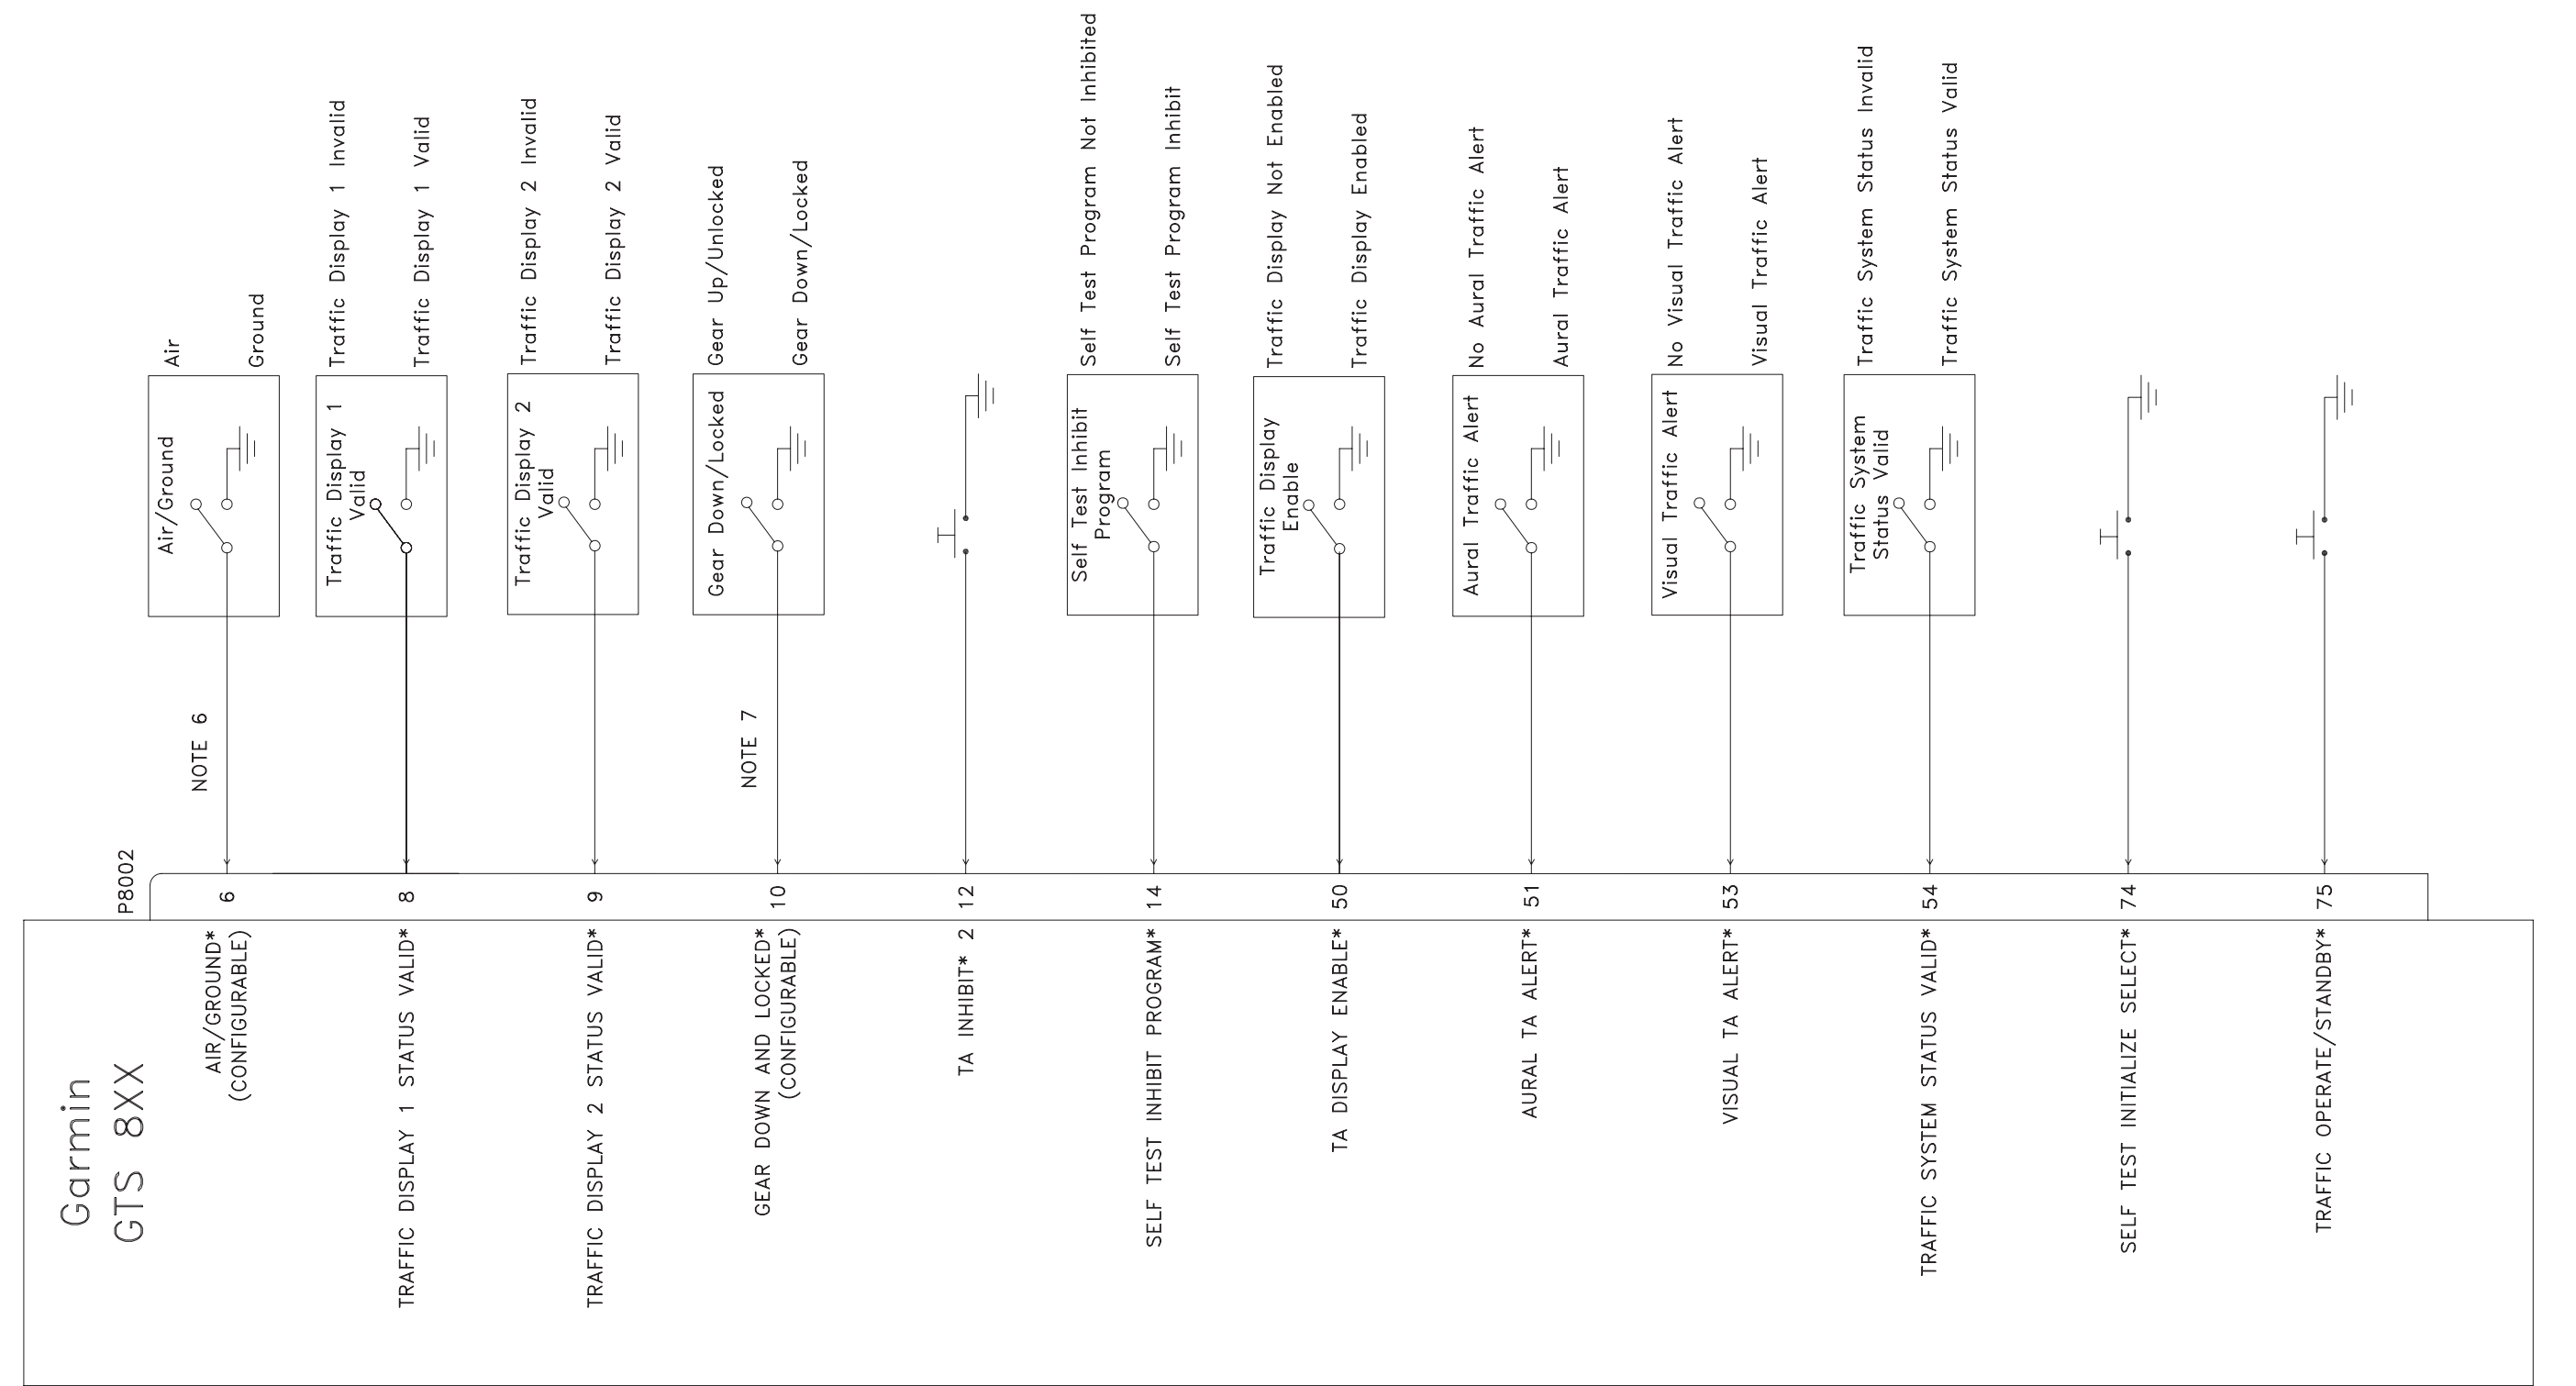 Garmin
GTS 8XX
P8002
AIR/GROUND*
(CONFIGURABLE)
6
NOTE 6
Air/Ground
Air
Ground
TRAFFIC DISPLAY 1 STATUS VALID*
8
Traffic Display 1
Valid
Traffic Display 1 Invalid
Traffic Display 1 Valid
TRAFFIC DISPLAY 2 STATUS VALID*
9
Traffic Display 2
Valid
Traffic Display 2 Invalid
Traffic Display 2 Valid
GEAR DOWN AND LOCKED*
(CONFIGURABLE)
10
NOTE 7
Gear Down/Locked
Gear Up/Unlocked
Gear Down/Locked
TA INHIBIT* 2
12
SELF TEST INHIBIT PROGRAM*
14
Self Test Inhibit
Program
Self Test Program Not Inhibited
Self Test Program Inhibit
TA DISPLAY ENABLE*
50
Traffic Display
Enable
Traffic Display Not Enabled
Traffic Display Enabled
AURAL TA ALERT*
51
Aural Traffic Alert
No Aural Traffic Alert
Aural Traffic Alert
VISUAL TA ALERT*
53
Visual Traffic Alert
No Visual Traffic Alert
Visual Traffic Alert
TRAFFIC SYSTEM STATUS VALID*
54
Traffic System
Status Valid
Traffic System Status Invalid
Traffic System Status Valid
SELF TEST INITIALIZE SELECT*
74
TRAFFIC OPERATE/STANDBY*
75